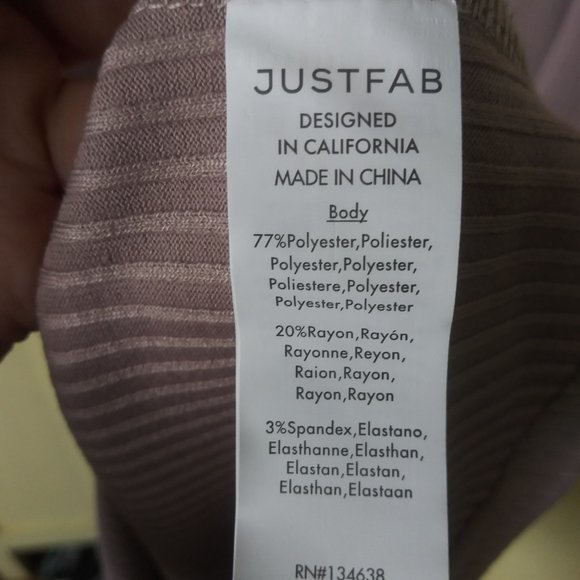 JUSTFAB
DESIGNED
IN CALIFORNIA
MADE IN CHINA
Body
77%Polyester,Poliester,
Polyester,Polyester,
Poliestere,Polyester,
Polyester,Polyester
20%Rayon,Rayón,
Rayonne,Reyon,
Raion,Rayon,
Rayon,Rayon
3%Spandex,Elastano,
Elasthanne,Elasthan,
Elastan,Elastan,
Elasthan,Elastaan
RN#134638